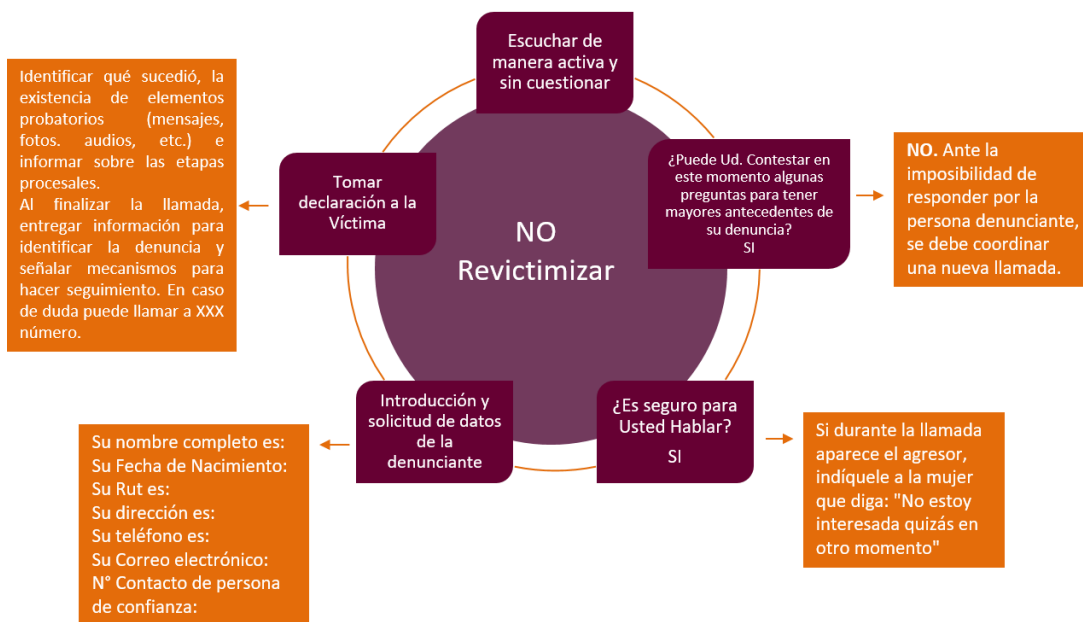 Escuchar de
manera activa y
sin cuestionar
¿Puede Ud. Contestar en
este momento algunas
preguntas para tener
mayores antecedentes de
su denuncia?
SI
NO. Ante la
imposibilidad de
responder por la
persona denunciante,
se debe coordinar
una nueva llamada.
¿Es seguro para
Usted Hablar?
SI
Si durante la llamada
aparece el agresor,
indíquele a la mujer
que diga: "No estoy
interesada quizás en
otro momento"
Introducción y
solicitud de datos
de la
denunciante
Su nombre completo es:
Su Fecha de Nacimiento:
Su Rut es:
Su dirección es:
Su teléfono es:
Su Correo electrónico:
N° Contacto de persona
de confianza:
Tomar
declaración a la
Víctima
Identificar qué sucedió, la
existencia de elementos
probatorios (mensajes,
fotos. audios, etc.) e
informar sobre las etapas
procesales.
Al finalizar la llamada,
entregar información para
identificar la denuncia y
señalar mecanismos para
hacer seguimiento. En caso
de duda puede llamar a XXX
número.
NO
Revictimizar